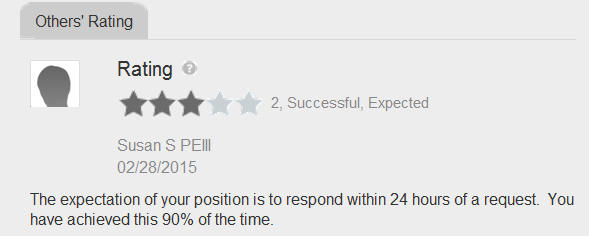 Others' Rating
Rating ?
2, Successful, Expected
Susan S PEIII
02/28/2015
The expectation of your position is to respond within 24 hours of a request. You
have achieved this 90% of the time.